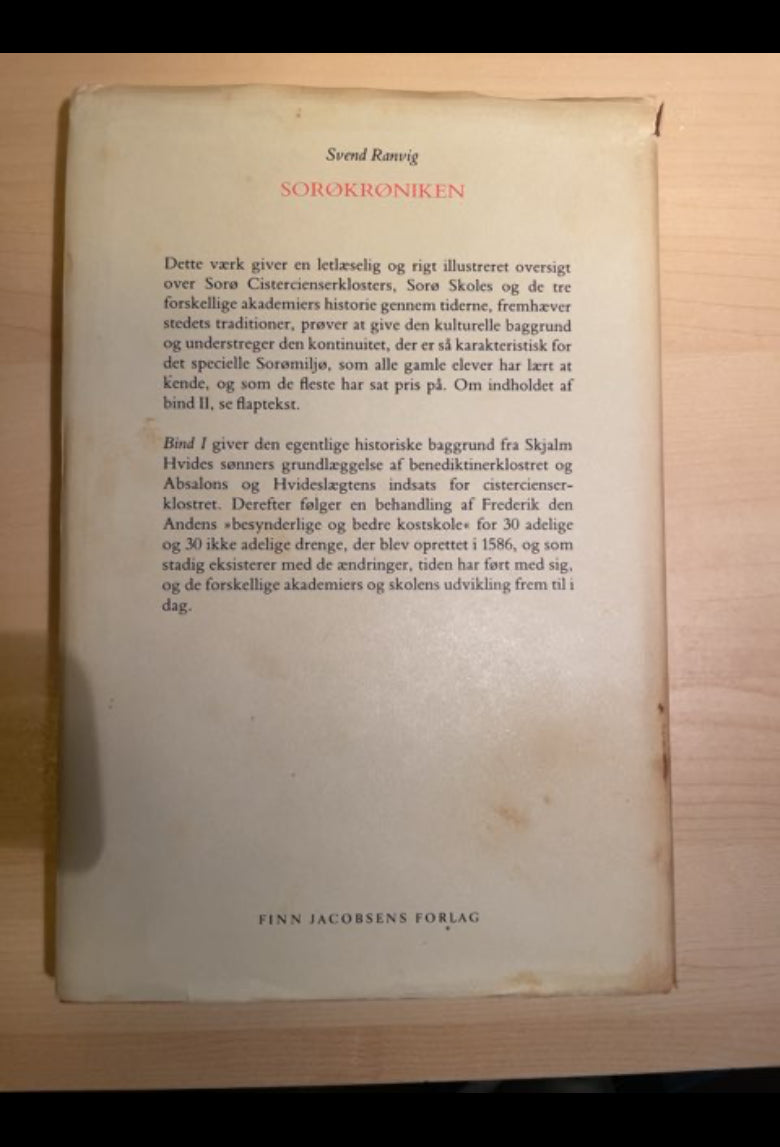 Svend Ranvig
SORØKRØNIKEN
Dette værk giver en letlæselig og rigt illustreret oversigt
over Sorø Cistercienserklosters, Sorø Skoles og de tre
forskellige akademiers historie gennem tiderne, fremhæver
stedets traditioner, prøver at give den kulturelle baggrund
og understreger den kontinuitet, der er så karakteristisk for
det specielle Sorømiljø, som alle gamle elever har lært at
kende, og som de fleste har sat pris på. Om indholdet af
bind II, se flaptekst.
Bind I giver den egentlige historiske baggrund fra Skjalm
Hvides sønners grundlæggelse af benediktinerklostret og
Absalons og Hvideslægtens indsats for cistercienser-
klostret. Derefter følger en behandling af Frederik den
Andens »besynderlige og bedre kostskole« for 30 adelige
og 30 ikke adelige drenge, der blev oprettet i 1586, og som
stadig eksisterer med de ændringer, tiden har ført med sig,
og de forskellige akademiers og skolens udvikling frem til i
dag.
FINN JACOBSENS FORLAG